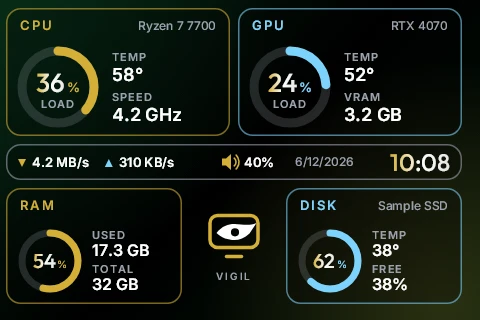 CPU Ryzen 7 7700
36%
LOAD
TEMP
58°
SPEED
4.2 GHz
GPU RTX 4070
24%
LOAD
TEMP
52°
VRAM
3.2 GB
▼ 4.2 MB/s ▲ 310 KB/s 40% 6/12/2026 10:08
RAM
54%
USED
17.3 GB
TOTAL
32 GB
VIGIL
DISK Sample SSD
62%
TEMP
38°
FREE
38%